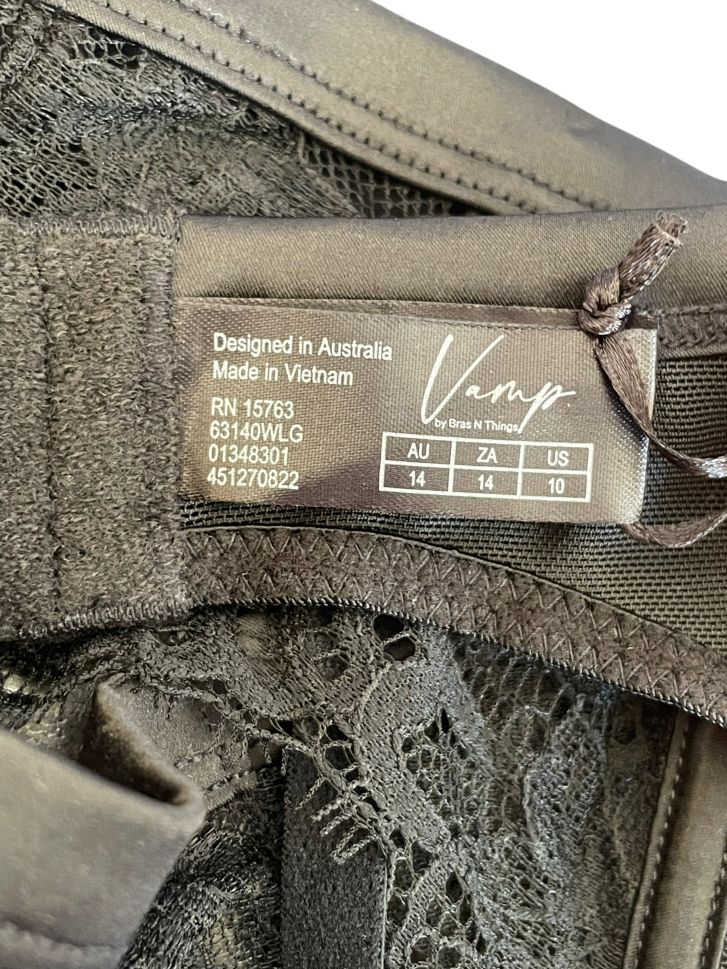 Designed in Australia
Made in Vietnam
RN 15763
63140WLG
01348301
451270822
Vamp.
by Bras N Things
AU ZA US
14 14 10